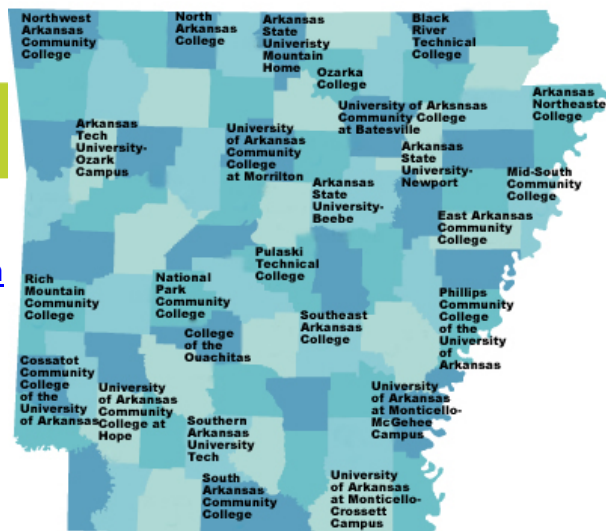 Northwest
Arkansas
Community
College
North
Arkansas
College
Arkansas
State
Univeristy
Mountain
Home
Black
River
Technical
College
Ozarka
College
Arkansas
Northeaste
College
University of Arksnsas
Community College
at Batesville
Arkansas
Tech
University-
Ozark
Campus
University
of Arkansas
Community
College
at Morrilton
Arkansas
State
University-
Newport
Mid-South
Community
College
Arkansas
State
University-
Beebe
East Arkansas
Community
College
Pulaski
Technical
College
Rich
Mountain
Community
College
National
Park
Community
College
Phillips
Community
College
of the
University
of
Arkansas
Southeast
Arkansas
College
College
of the
Ouachitas
Cossatot
Community
College
of the
University
of Arkansas
University
of Arkansas
Community
College at
Hope
University
of Arkansas
at Monticello-
McGehee
Campus
Southern
Arkansas
University
Tech
South
Arkansas
Community
College
University
of Arkansas
at Monticello-
Crossett
Campus